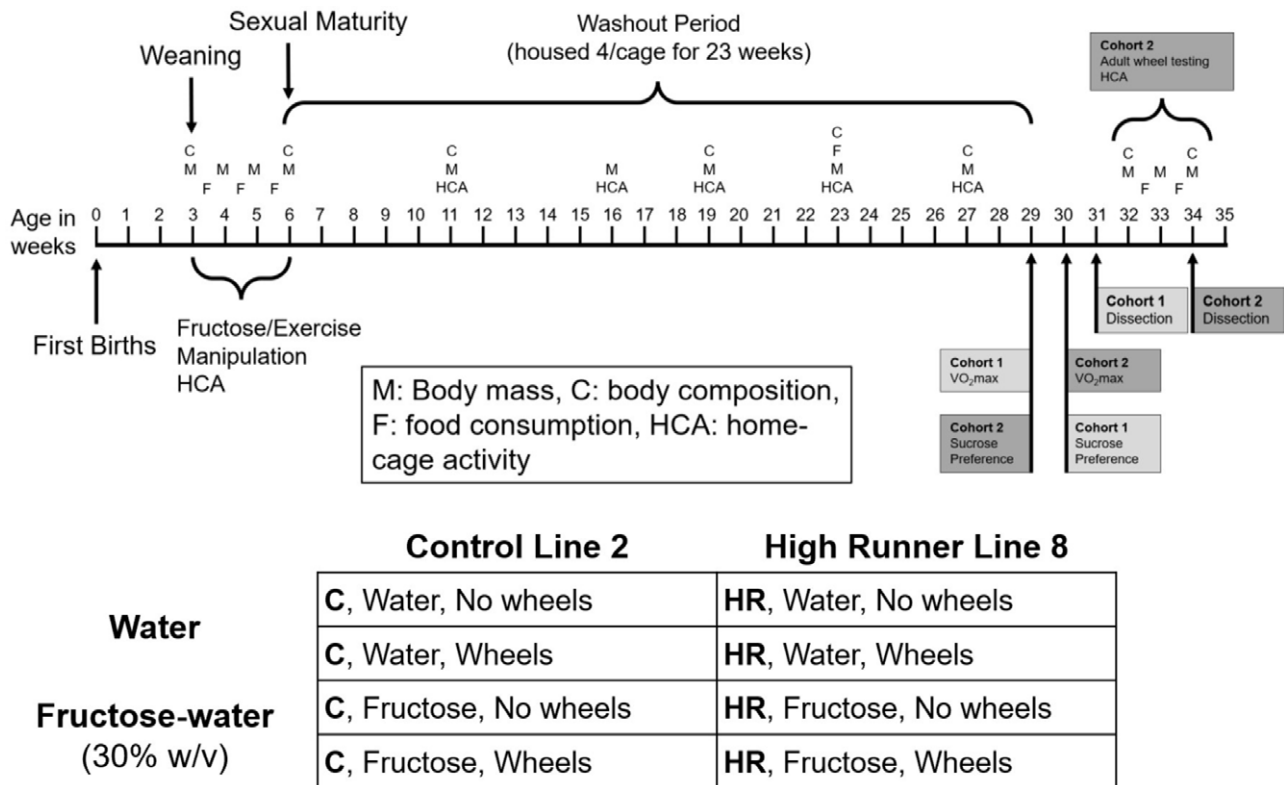 Sexual Maturity
Weaning
Washout Period
(housed 4/cage for 23 weeks)
Cohort 2
Adult wheel testing
HCA
C
M
F
M
F
M
F
C
M
C
M
HCA
M
HCA
C
M
HCA
C
F
M
HCA
C
M
HCA
C
M
F
M
F
C
M
Age in
weeks
0 1 2 3 4 5 6 7 8 9 10 11 12 13 14 15 16 17 18 19 20 21 22 23 24 25 26 27 28 29 30 31 32 33 34 35
First Births
Fructose/Exercise
Manipulation
HCA
M: Body mass, C: body composition,
F: food consumption, HCA: home-
cage activity
Cohort 1
Dissection
Cohort 2
Dissection
Cohort 1
VO₂max
Cohort 2
VO₂max
Cohort 2
Sucrose
Preference
Cohort 1
Sucrose
Preference
Control Line 2
High Runner Line 8
Water
C, Water, No wheels
HR, Water, No wheels
C, Water, Wheels
HR, Water, Wheels
Fructose-water
(30% w/v)
C, Fructose, No wheels
HR, Fructose, No wheels
C, Fructose, Wheels
HR, Fructose, Wheels